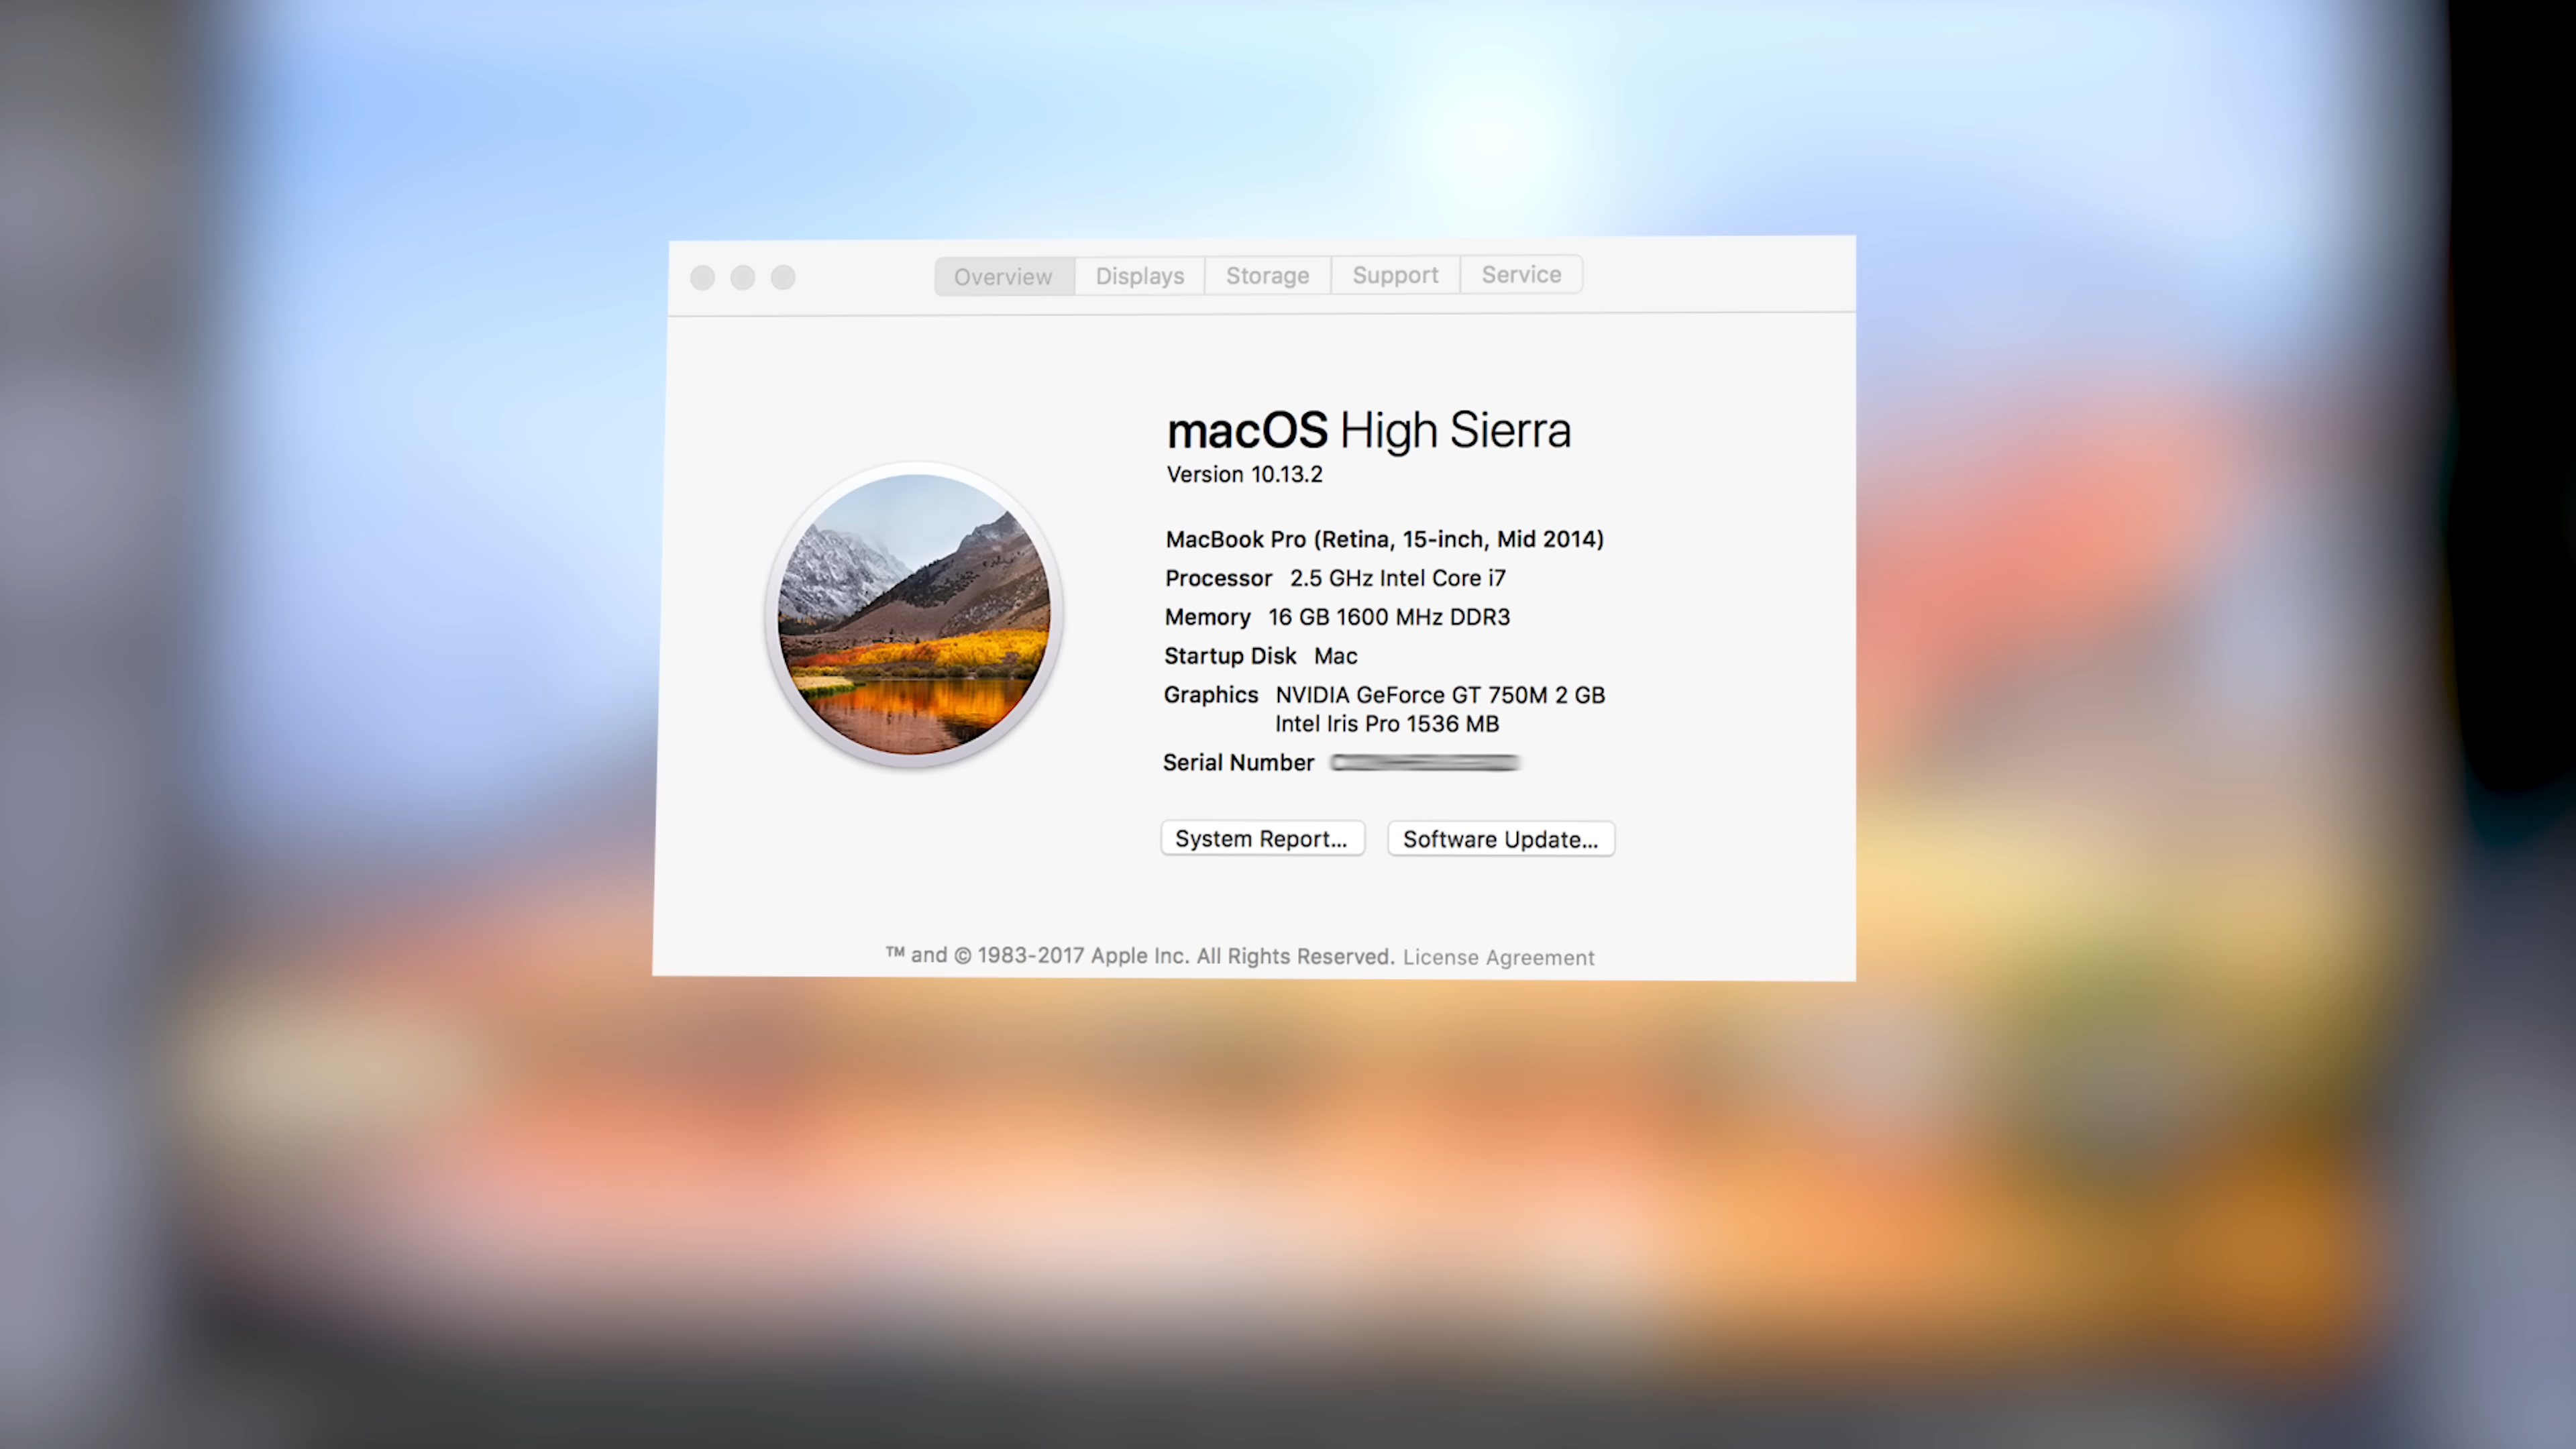 Overview Displays Storage Support Service
macOS High Sierra
Version 10.13.2
MacBook Pro (Retina, 15-inch, Mid 2014)
Processor 2.5 GHz Intel Core i7
Memory 16 GB 1600 MHz DDR3
Startup Disk Mac
Graphics NVIDIA GeForce GT 750M 2 GB
Intel Iris Pro 1536 MB
Serial Number
System Report... Software Update...
™ and © 1983-2017 Apple Inc. All Rights Reserved. License Agreement